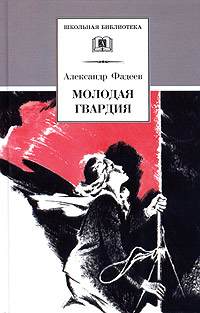 ШКОЛЬНАЯ БИБЛИОТЕКА
Александр Фадеев
МОЛОДАЯ
ГВАРДИЯ